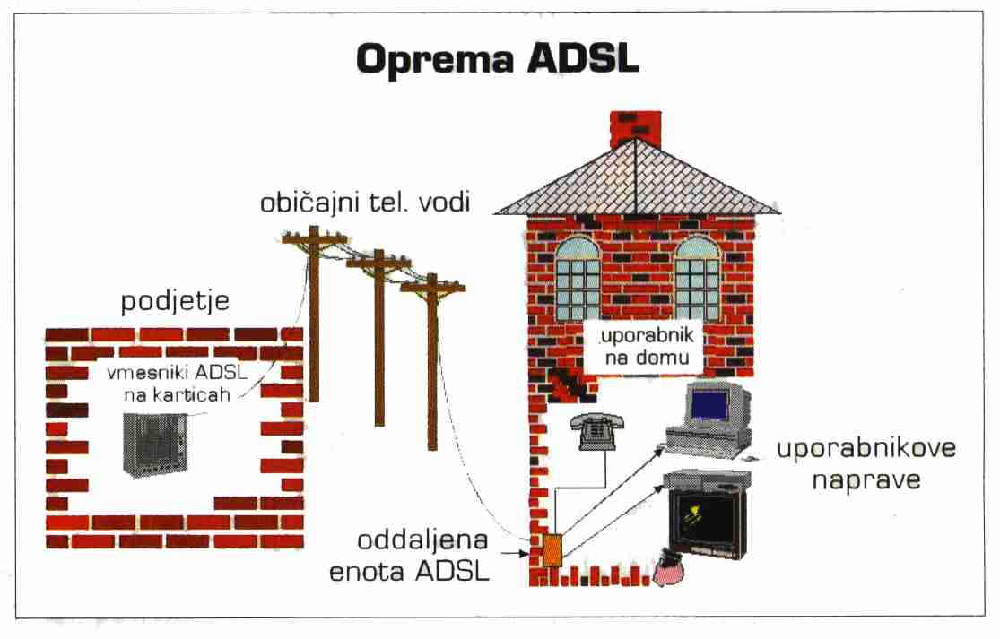 Oprema ADSL
običajni tel. vodi
podjetje
vmesniki ADSL
na karticah
uporabnik
na domu
uporabnikove
naprave
oddaljena
enota ADSL